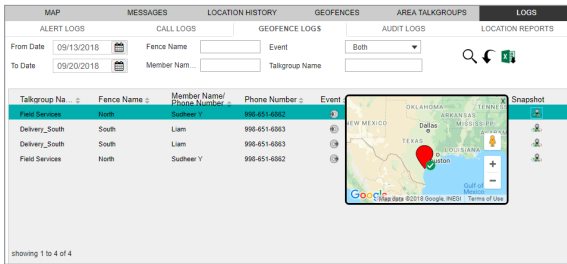 MAP MESSAGES LOCATION HISTORY GEOFENCES AREA TALKGROUPS LOGS
ALERT LOGS CALL LOGS GEOFENCE LOGS AUDIT LOGS LOCATION REPORTS
From Date 09/13/2018 Fence Name Event Both
To Date 09/20/2018 Member Nam... Talkgroup Name
Talkgroup Na... Fence Name Member Name/ Phone Number Phone Number Event Snapshot
Field Services North Sudheer Y 998-651-6862
Delivery_South South Liam 998-651-6863
Delivery_South South Liam 998-651-6863
Field Services North Sudheer Y 998-651-6862
X
OKLAHOMA TENNES
ARKANSAS
NEW MEXICO Dallas MISSISSIPPI
ALABAM
TEXAS
LOUISIANA
ouston
+
−
Gulf of
Mexico
Google Map data ©2018 Google, INEGI Terms of Use
showing 1 to 4 of 4